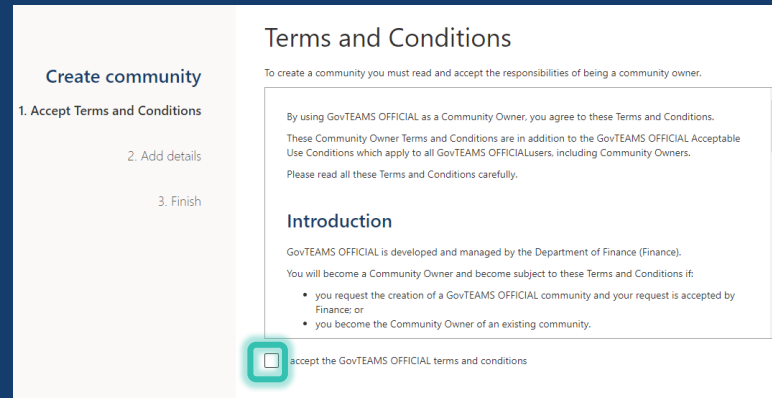 Create community
1. Accept Terms and Conditions
2. Add details
3. Finish
Terms and Conditions
To create a community you must read and accept the responsibilities of being a community owner.
By using GovTEAMS OFFICIAL as a Community Owner, you agree to these Terms and Conditions.
These Community Owner Terms and Conditions are in addition to the GovTEAMS OFFICIAL Acceptable
Use Conditions which apply to all GovTEAMS OFFICIALusers, including Community Owners.
Please read all these Terms and Conditions carefully.
Introduction
GovTEAMS OFFICIAL is developed and managed by the Department of Finance (Finance).
You will become a Community Owner and become subject to these Terms and Conditions if:
• you request the creation of a GovTEAMS OFFICIAL community and your request is accepted by
Finance; or
• you become the Community Owner of an existing community.
accept the GovTEAMS OFFICIAL terms and conditions